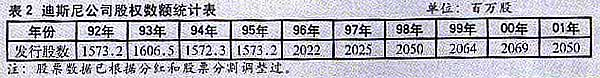 表2 迪斯尼公司股权数额统计表 单位：百万股
年份 92年 93年 94年 95年 96年 97年 98年 99年 00年 01年
发行股数 1573.2 1606.5 1572.3 1573.2 2022 2025 2050 2064 2069 2050
注：股票数据已根据分红和股票分割调整过。